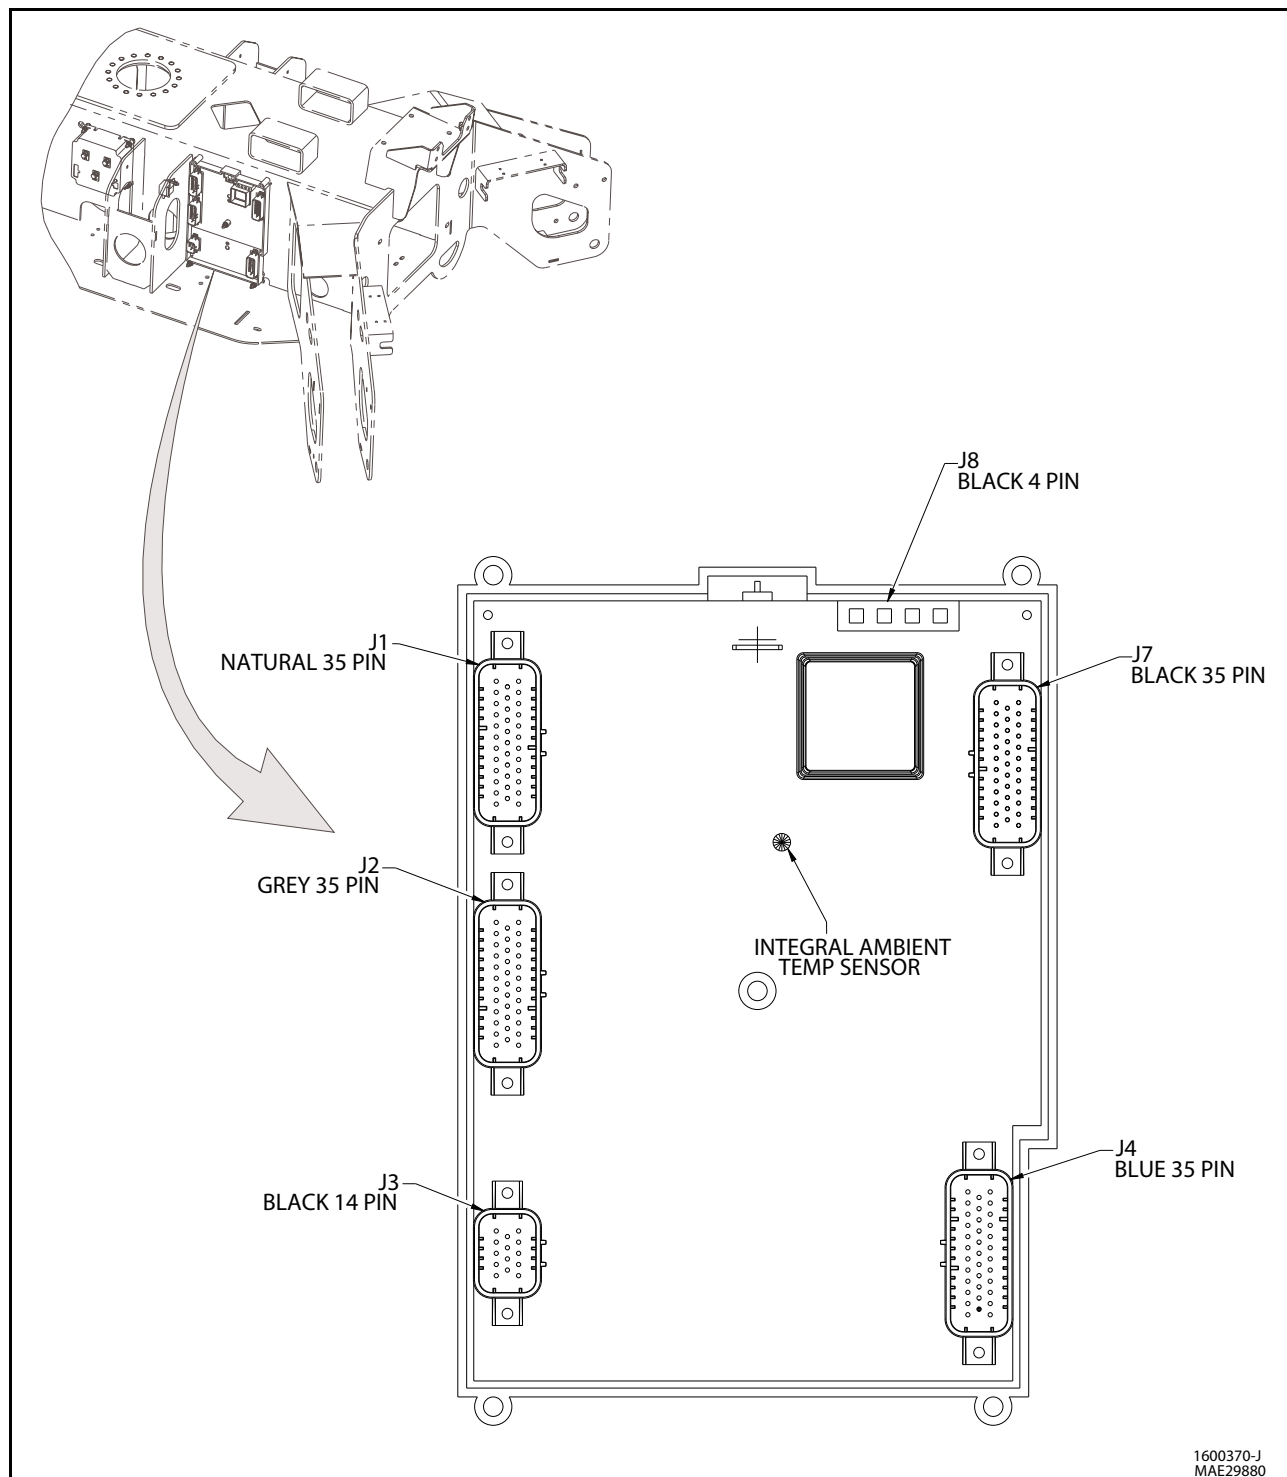 J8
BLACK 4 PIN
J1
NATURAL 35 PIN
J7
BLACK 35 PIN
J2
GREY 35 PIN
INTEGRAL AMBIENT
TEMP SENSOR
J4
BLUE 35 PIN
J3
BLACK 14 PIN
1600370-J
MAE29880